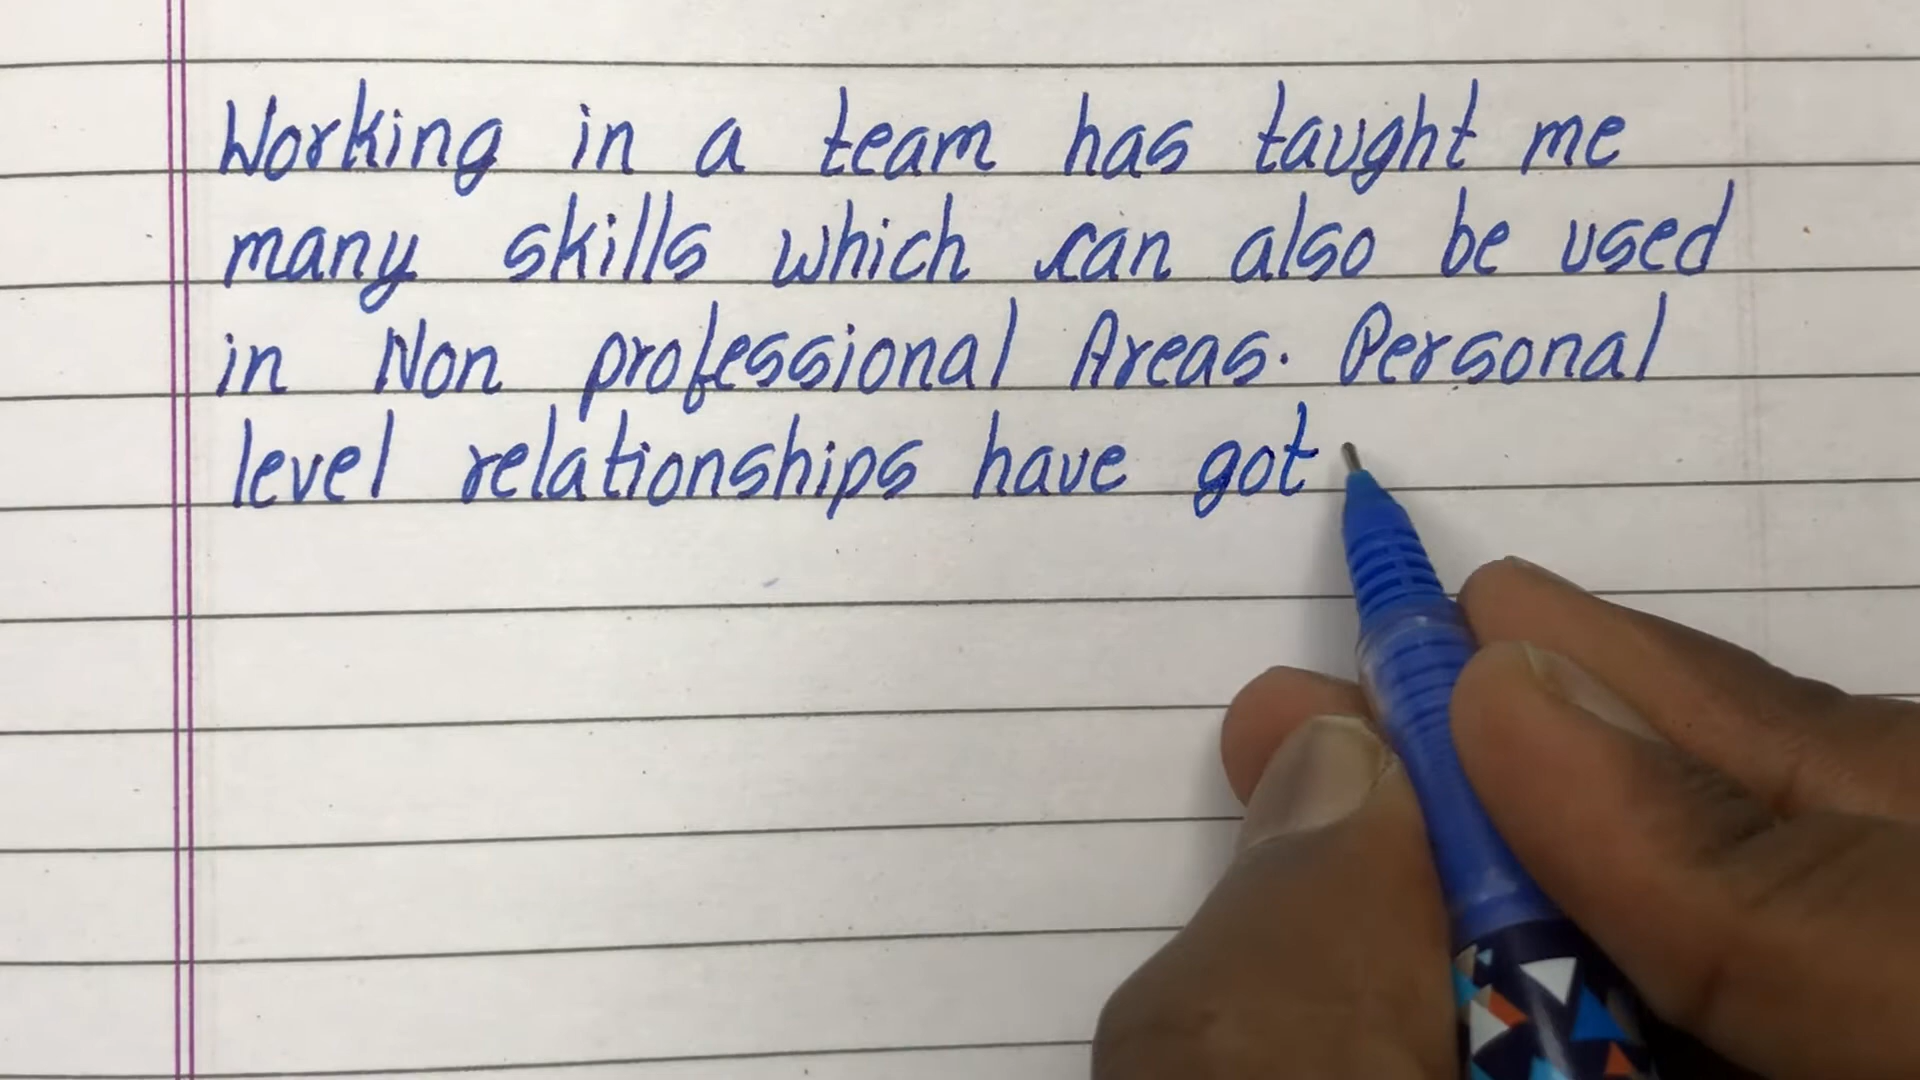 Working in a team has taught me
many skills which can also be used
in Non professional Areas. Personal
level relationships have got